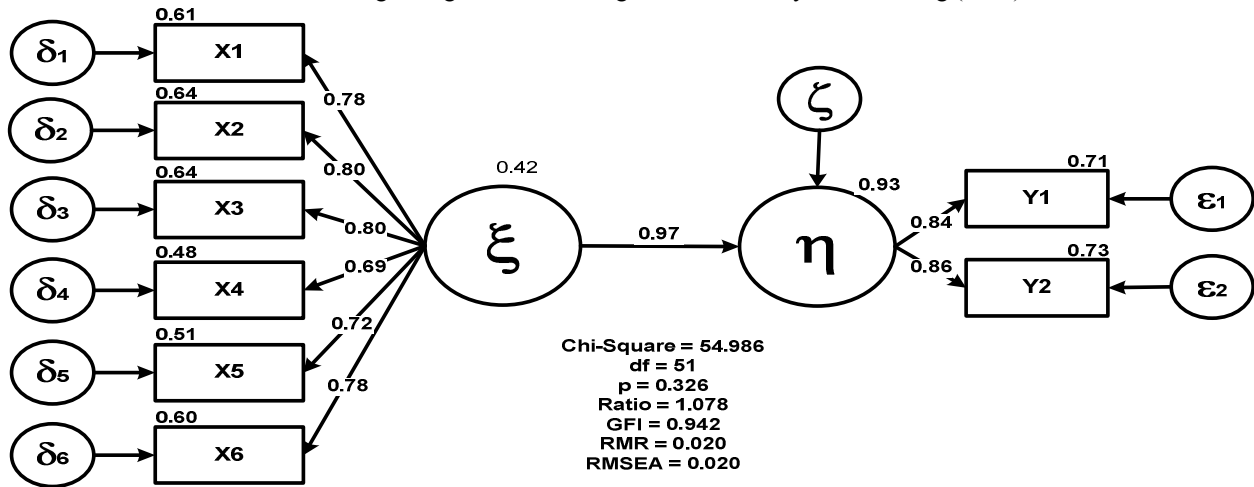 0.61
δ1
X1
0.78
0.64
δ2
X2
0.80
0.64
δ3
X3
0.80
0.48
δ4
X4
0.69
0.51
δ5
X5
0.72
0.60
δ6
X6
0.78
0.42
ξ
0.97
ζ
0.93
η
0.84
0.86
0.71
Y1
ε1
0.73
Y2
ε2
Chi-Square = 54.986
df = 51
p = 0.326
Ratio = 1.078
GFI = 0.942
RMR = 0.020
RMSEA = 0.020